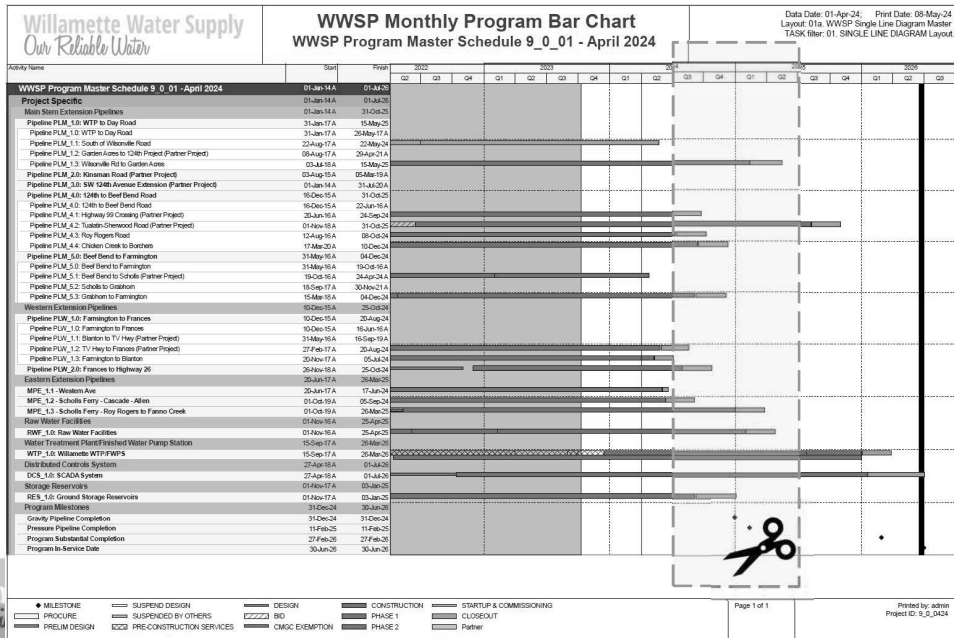 Willamette Water Supply
Our Reliable Water
WWSP Monthly Program Bar Chart
WWSP Program Master Schedule 9_0_01 - April 2024
Data Date: 01-Apr-24; Print Date: 08-May-24
Layout: 01a. WWSP Single Line Diagram Master
TASK filter: 01. SINGLE LINE DIAGRAM Layout.
Activity Name Start Finish 2022 2023 2026
Q2 Q3 Q4 Q1 Q2 Q3 Q4 Q1 Q2 Q3 Q4 Q1 Q2 Q3 Q4 Q1 Q2 Q3
WWSP Program Master Schedule 9_0_01 - April 2024 01-Jan-14 A 01-Jul-26
Project Specific 01-Jan-14 A 01-Jul-26
Main Stem Extension Pipelines 01-Jan-14 A 31-Oct-25
Pipeline PLM_1.0: WTP to Day Road 31-Jan-17 A 15-May-25
Pipeline PLM_1.0: WTP to Day Road 31-Jan-17 A 26-May-17 A
Pipeline PLM_1.1: South of Wilsonville Road 22-Aug-17 A 22-May-24
Pipeline PLM_1.2: Garden Acres to 124th Project (Partner Project) 08-Aug-17 A 29-Apr-21 A
Pipeline PLM_1.3: Wilsonville Rd to Garden Acres 03-Jul-18 A 15-May-25
Pipeline PLM_2.0: Kinsman Road (Partner Project) 03-Aug-15 A 05-Mar-19 A
Pipeline PLM_3.0: SW 124th Avenue Extension (Partner Project) 01-Jan-14 A 31-Jul-20 A
Pipeline PLM_4.0: 124th to Beef Bend Road 16-Dec-15 A 31-Oct-25
Pipeline PLM_4.0: 124th to Beef Bend Road 16-Dec-15 A 22-Jun-16 A
Pipeline PLM_4.1: Highway 99 Crossing (Partner Project) 20-Jun-16 A 24-Sep-24
Pipeline PLM_4.2: Tualatin-Sherwood Road (Partner Project) 01-Nov-18 A 31-Oct-25
Pipeline PLM_4.3: Roy Rogers Road 12-Aug-16 A 08-Oct-24
Pipeline PLM_4.4: Chicken Creek to Borchers 17-Mar-20 A 10-Dec-24
Pipeline PLM_5.0: Beef Bend to Farmington 31-May-16 A 04-Dec-24
Pipeline PLM_5.0: Beef Bend to Farmington 31-May-16 A 19-Oct-16 A
Pipeline PLM_5.1: Beef Bend to Scholls (Partner Project) 19-Oct-16 A 24-Apr-24 A
Pipeline PLM_5.2: Scholls to Grabhorn 18-Sep-17 A 30-Nov-21 A
Pipeline PLM_5.3: Grabhorn to Farmington 15-Mar-18 A 04-Dec-24
Western Extension Pipelines 10-Dec-15 A 25-Oct-24
Pipeline PLW_1.0: Farmington to Frances 10-Dec-15 A 20-Aug-24
Pipeline PLW_1.0: Farmington to Frances 10-Dec-15 A 16-Jun-16 A
Pipeline PLW_1.1: Blanton to TV Hwy (Partner Project) 31-May-16 A 16-Sep-19 A
Pipeline PLW_1.2: TV Hwy to Frances (Partner Project) 27-Feb-17 A 20-Aug-24
Pipeline PLW_1.3: Farmington to Blanton 20-Nov-17 A 05-Jul-24
Pipeline PLW_2.0: Frances to Highway 26 26-Nov-18 A 25-Oct-24
Eastern Extension Pipelines 20-Jun-17 A 26-Mar-25
MPE_1.1 - Western Ave 20-Jun-17 A 17-Jun-24
MPE_1.2 - Scholls Ferry - Cascade - Allen 01-Oct-19 A 05-Sep-24
MPE_1.3 - Scholls Ferry - Roy Rogers to Fanno Creek 01-Oct-19 A 26-Mar-25
Raw Water Facilities 01-Nov-16 A 25-Apr-25
RWF_1.0: Raw Water Facilities 01-Nov-16 A 25-Apr-25
Water Treatment Plant/Finished Water Pump Station 15-Sep-17 A 26-Mar-26
WTP_1.0: Willamette WTP/FWPS 15-Sep-17 A 26-Mar-26
Distributed Controls System 27-Apr-18 A 01-Jul-26
DCS_1.0: SCADA System 27-Apr-18 A 01-Jul-26
Storage Reservoirs 01-Nov-17 A 03-Jan-25
RES_1.0: Ground Storage Reservoirs 01-Nov-17 A 03-Jan-25
Program Milestones 31-Dec-24 30-Jun-26
Gravity Pipeline Completion 31-Dec-24 31-Dec-24
Pressure Pipeline Completion 11-Feb-25 11-Feb-25
Program Substantial Completion 27-Feb-26 27-Feb-26
Program In-Service Date 30-Jun-26 30-Jun-26
MILESTONE SUSPEND DESIGN DESIGN CONSTRUCTION STARTUP & COMMISSIONING
PROCURE SUSPENDED BY OTHERS BID PHASE 1 CLOSEOUT
PRELIM DESIGN PRE-CONSTRUCTION SERVICES CMGC EXEMPTION PHASE 2 Partner
Page 1 of 1
Printed by: admin
Project ID: 9_0_0424